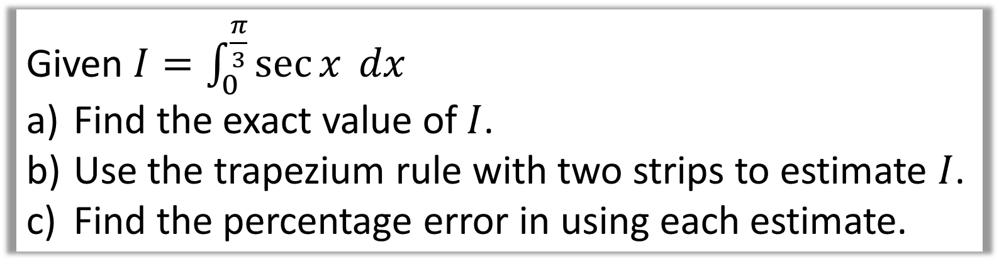 Given I = ∫₀^(π/3) sec x dx
a) Find the exact value of I.
b) Use the trapezium rule with two strips to estimate I.
c) Find the percentage error in using each estimate.